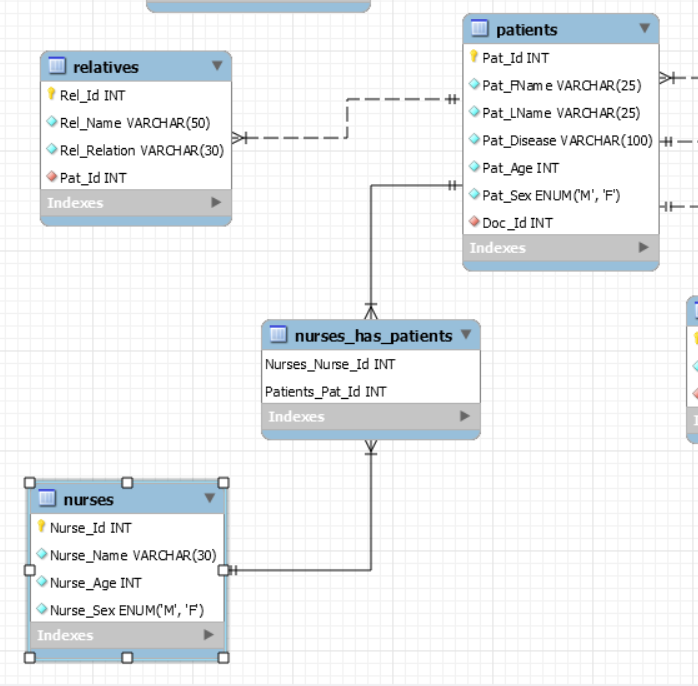 patients
Pat_Id INT
Pat_FName VARCHAR(25)
Pat_LName VARCHAR(25)
Pat_Disease VARCHAR(100)
Pat_Age INT
Pat_Sex ENUM('M', 'F')
Doc_Id INT
Indexes
relatives
Rel_Id INT
Rel_Name VARCHAR(50)
Rel_Relation VARCHAR(30)
Pat_Id INT
Indexes
nurses_has_patients
Nurses_Nurse_Id INT
Patients_Pat_Id INT
Indexes
nurses
Nurse_Id INT
Nurse_Name VARCHAR(30)
Nurse_Age INT
Nurse_Sex ENUM('M', 'F')
Indexes